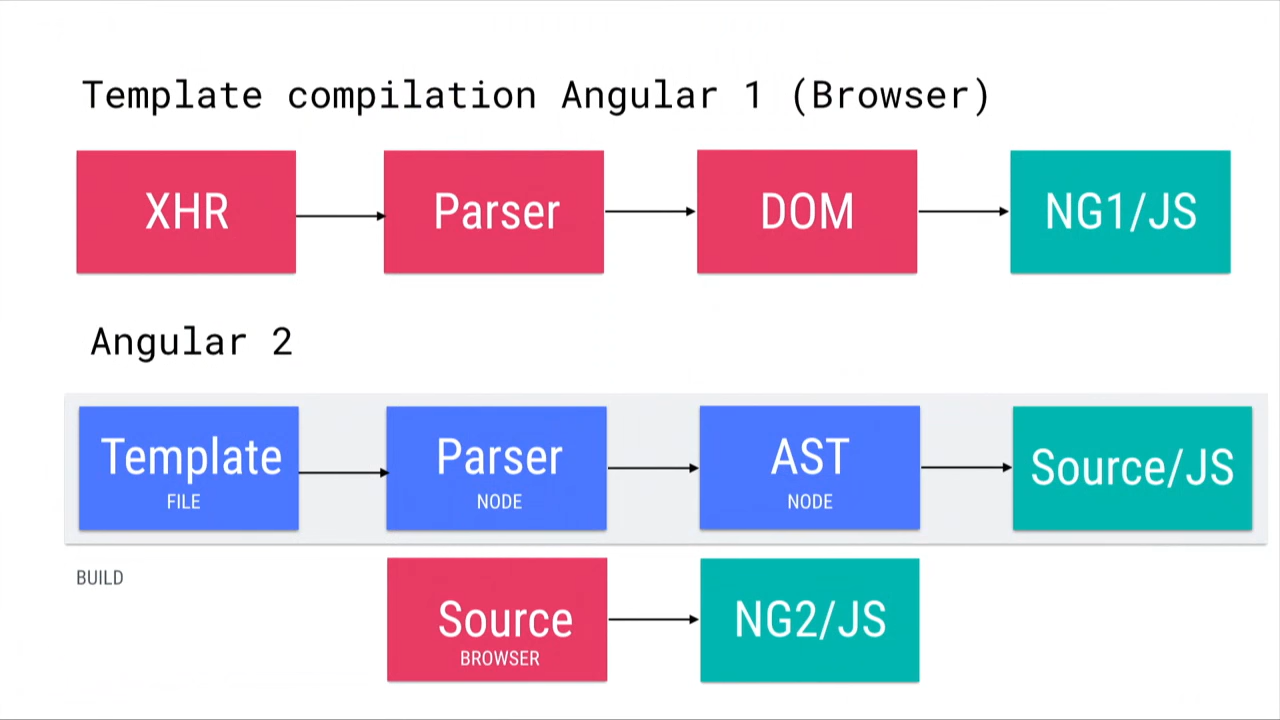 Template compilation Angular 1 (Browser)
XHR
Parser
DOM
NG1/JS
Angular 2
Template
FILE
Parser
NODE
AST
NODE
Source/JS
BUILD
Source
BROWSER
NG2/JS